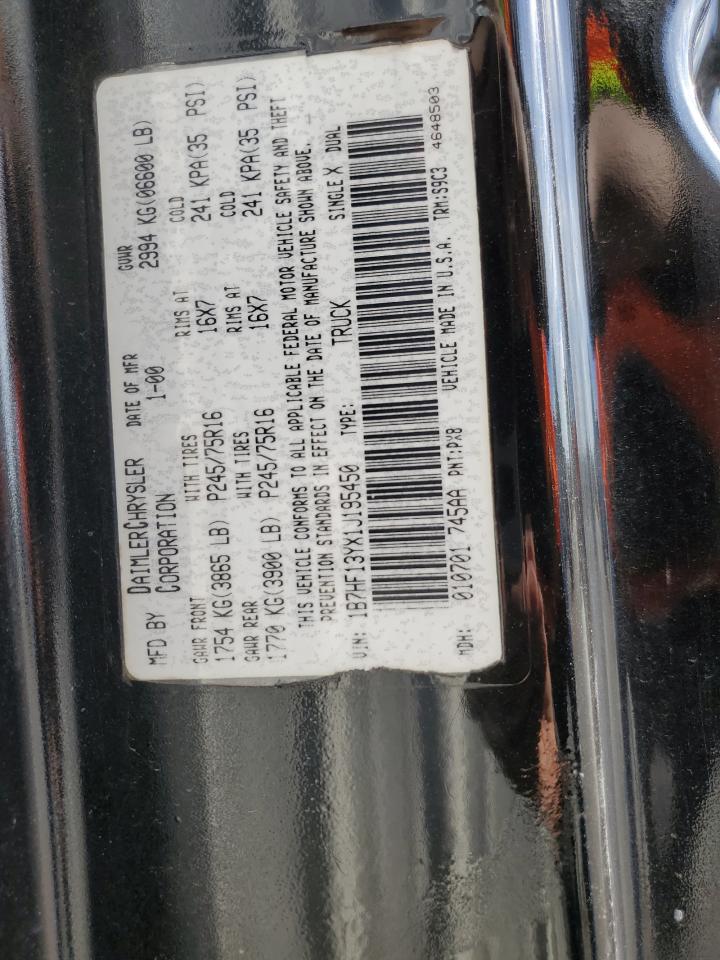 MFD BY DAIMLERCHRYSLER CORPORATION DATE OF MFR 1-00 GVWR 2994 KG(06600 LB)
GAWR FRONT WITH TIRES RIMS AT COLD
1754 KG(3865 LB) P245/75R16 16X7 241 KPA(35 PSI)
GAWR REAR WITH TIRES RIMS AT COLD
1770 KG(3900 LB) P245/75R16 16X7 241 KPA(35 PSI)
THIS VEHICLE CONFORMS TO ALL APPLICABLE FEDERAL MOTOR VEHICLE SAFETY AND THEFT
PREVENTION STANDARDS IN EFFECT ON THE DATE OF MANUFACTURE SHOWN ABOVE.
VIN: 1B7HF13YX1J195450 TYPE: TRUCK SINGLE X DUAL
MDH: 010701 745AA PNT:PX8 VEHICLE MADE IN U.S.A. TRM:S9C3 4648503